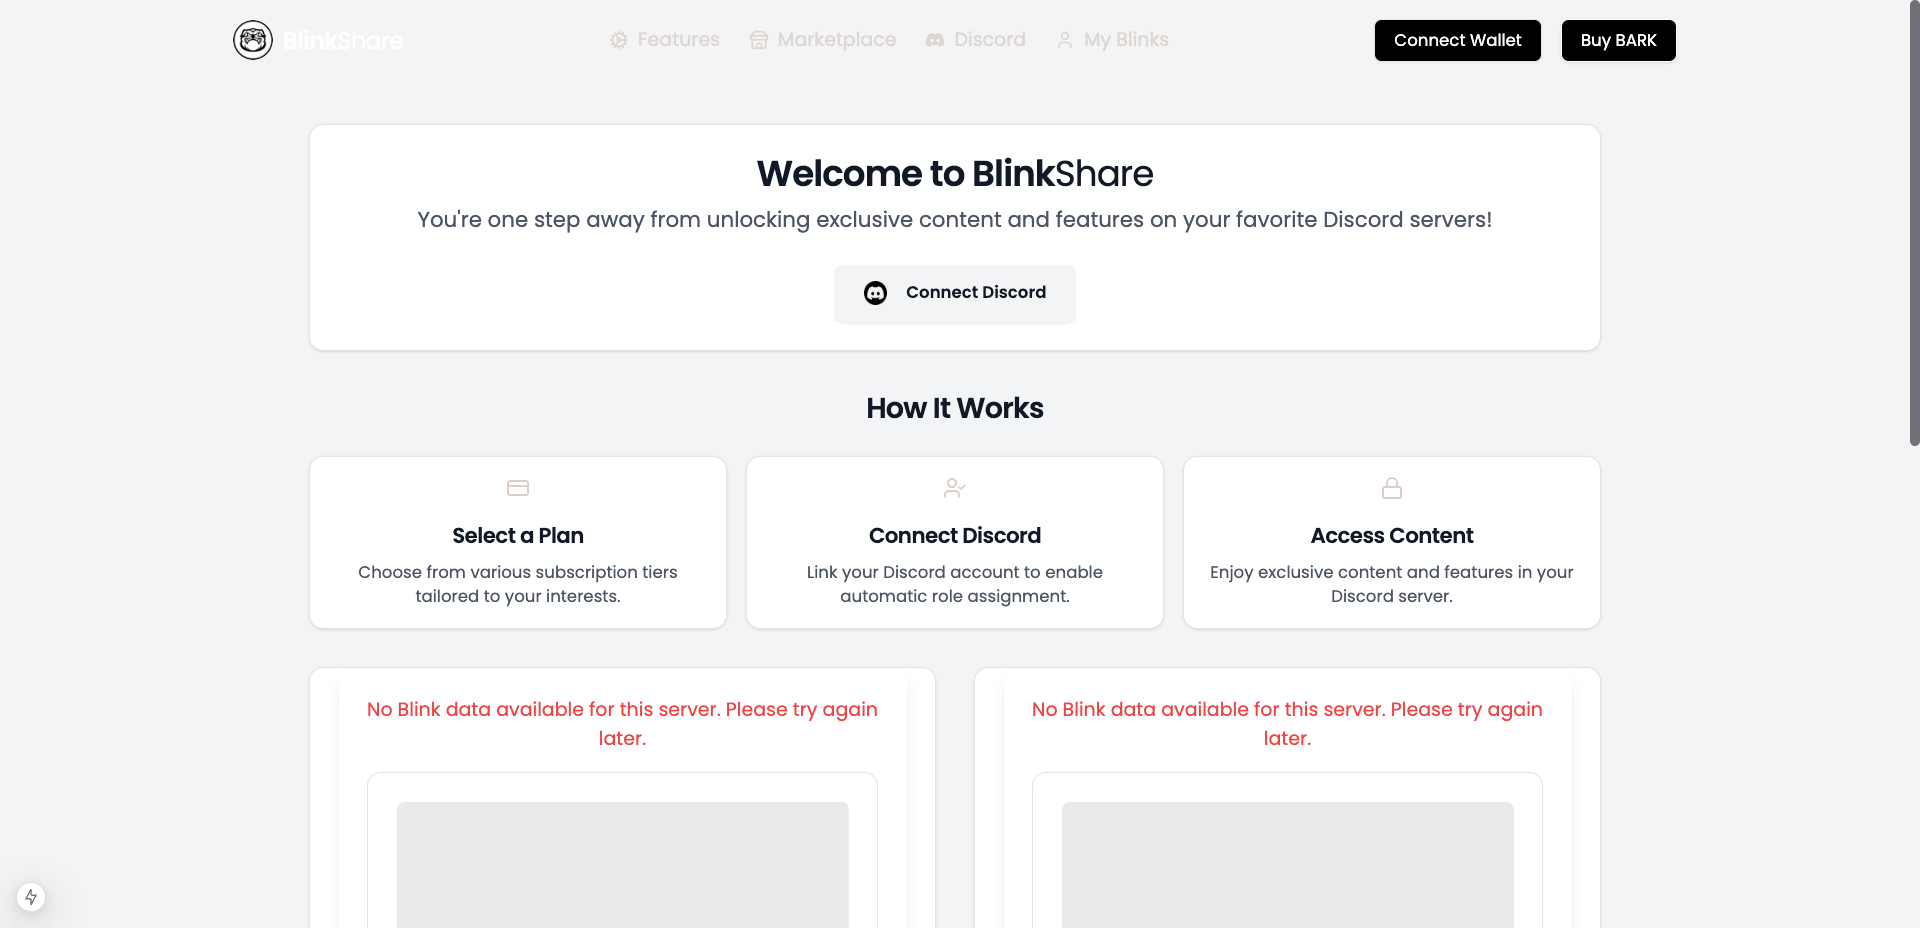 BlinkShare
Features
Marketplace
Discord
My Blinks
Connect Wallet
Buy BARK
Welcome to BlinkShare
You're one step away from unlocking exclusive content and features on your favorite Discord servers!
Connect Discord
How It Works
Select a Plan
Choose from various subscription tiers
tailored to your interests.
Connect Discord
Link your Discord account to enable
automatic role assignment.
Access Content
Enjoy exclusive content and features in your
Discord server.
No Blink data available for this server. Please try again
later.
No Blink data available for this server. Please try again
later.